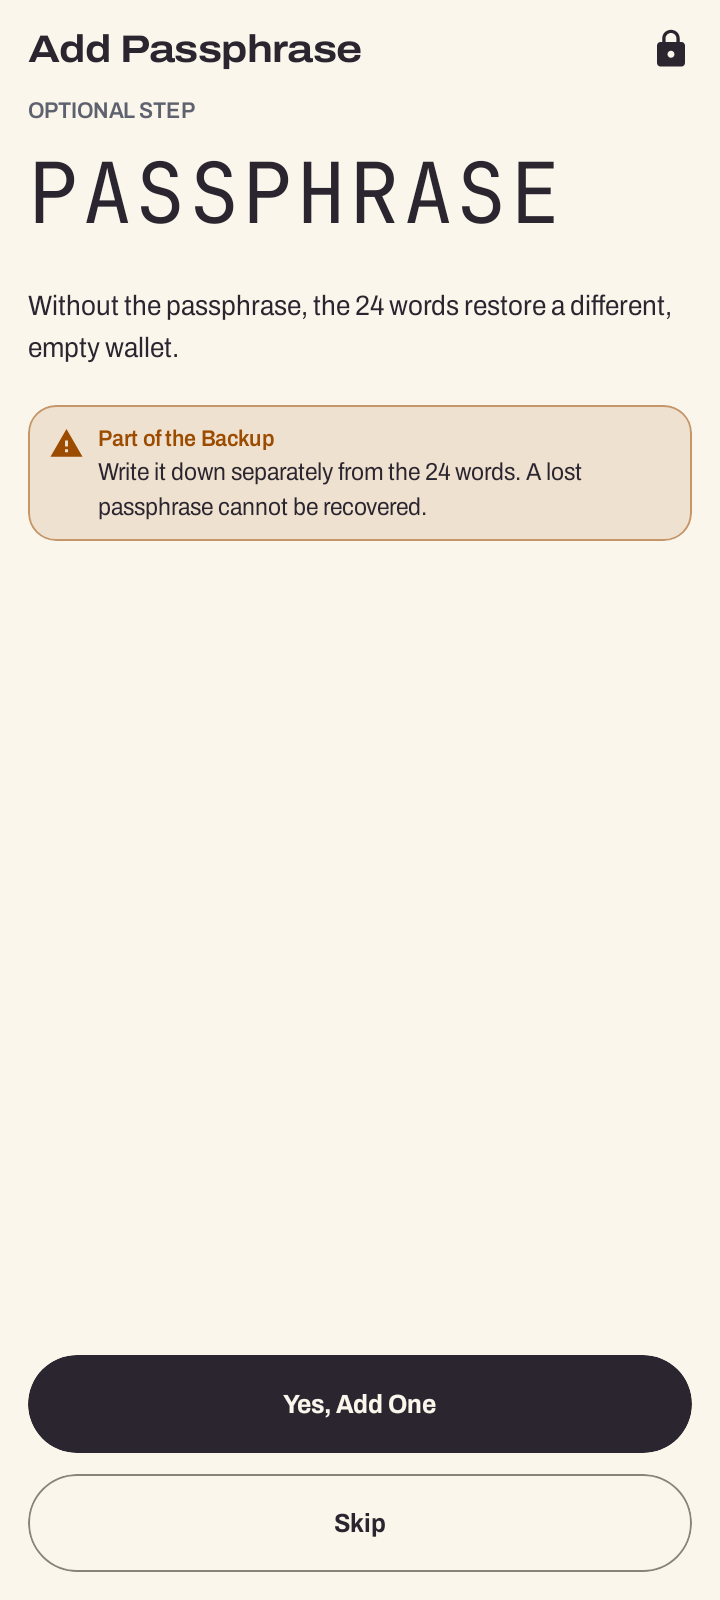 Add Passphrase
OPTIONAL STEP
PASSPHRASE
Without the passphrase, the 24 words restore a different,
empty wallet.
Part of the Backup
Write it down separately from the 24 words. A lost
passphrase cannot be recovered.
Yes, Add One
Skip